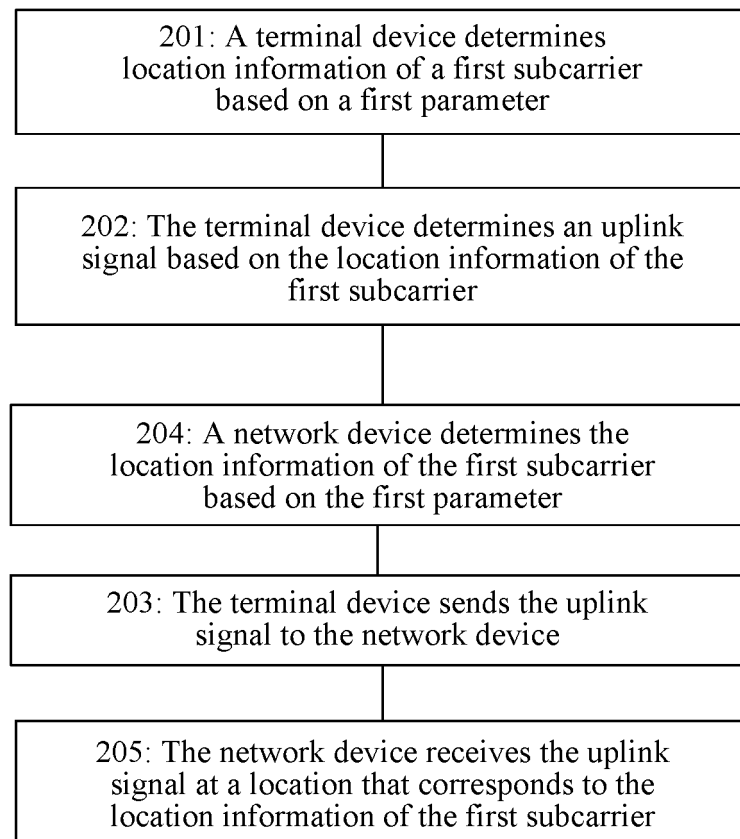 201: A terminal device determines
location information of a first subcarrier
based on a first parameter
202: The terminal device determines an uplink
signal based on the location information of the
first subcarrier
204: A network device determines the
location information of the first subcarrier
based on the first parameter
203: The terminal device sends the uplink
signal to the network device
205: The network device receives the uplink
signal at a location that corresponds to the
location information of the first subcarrier